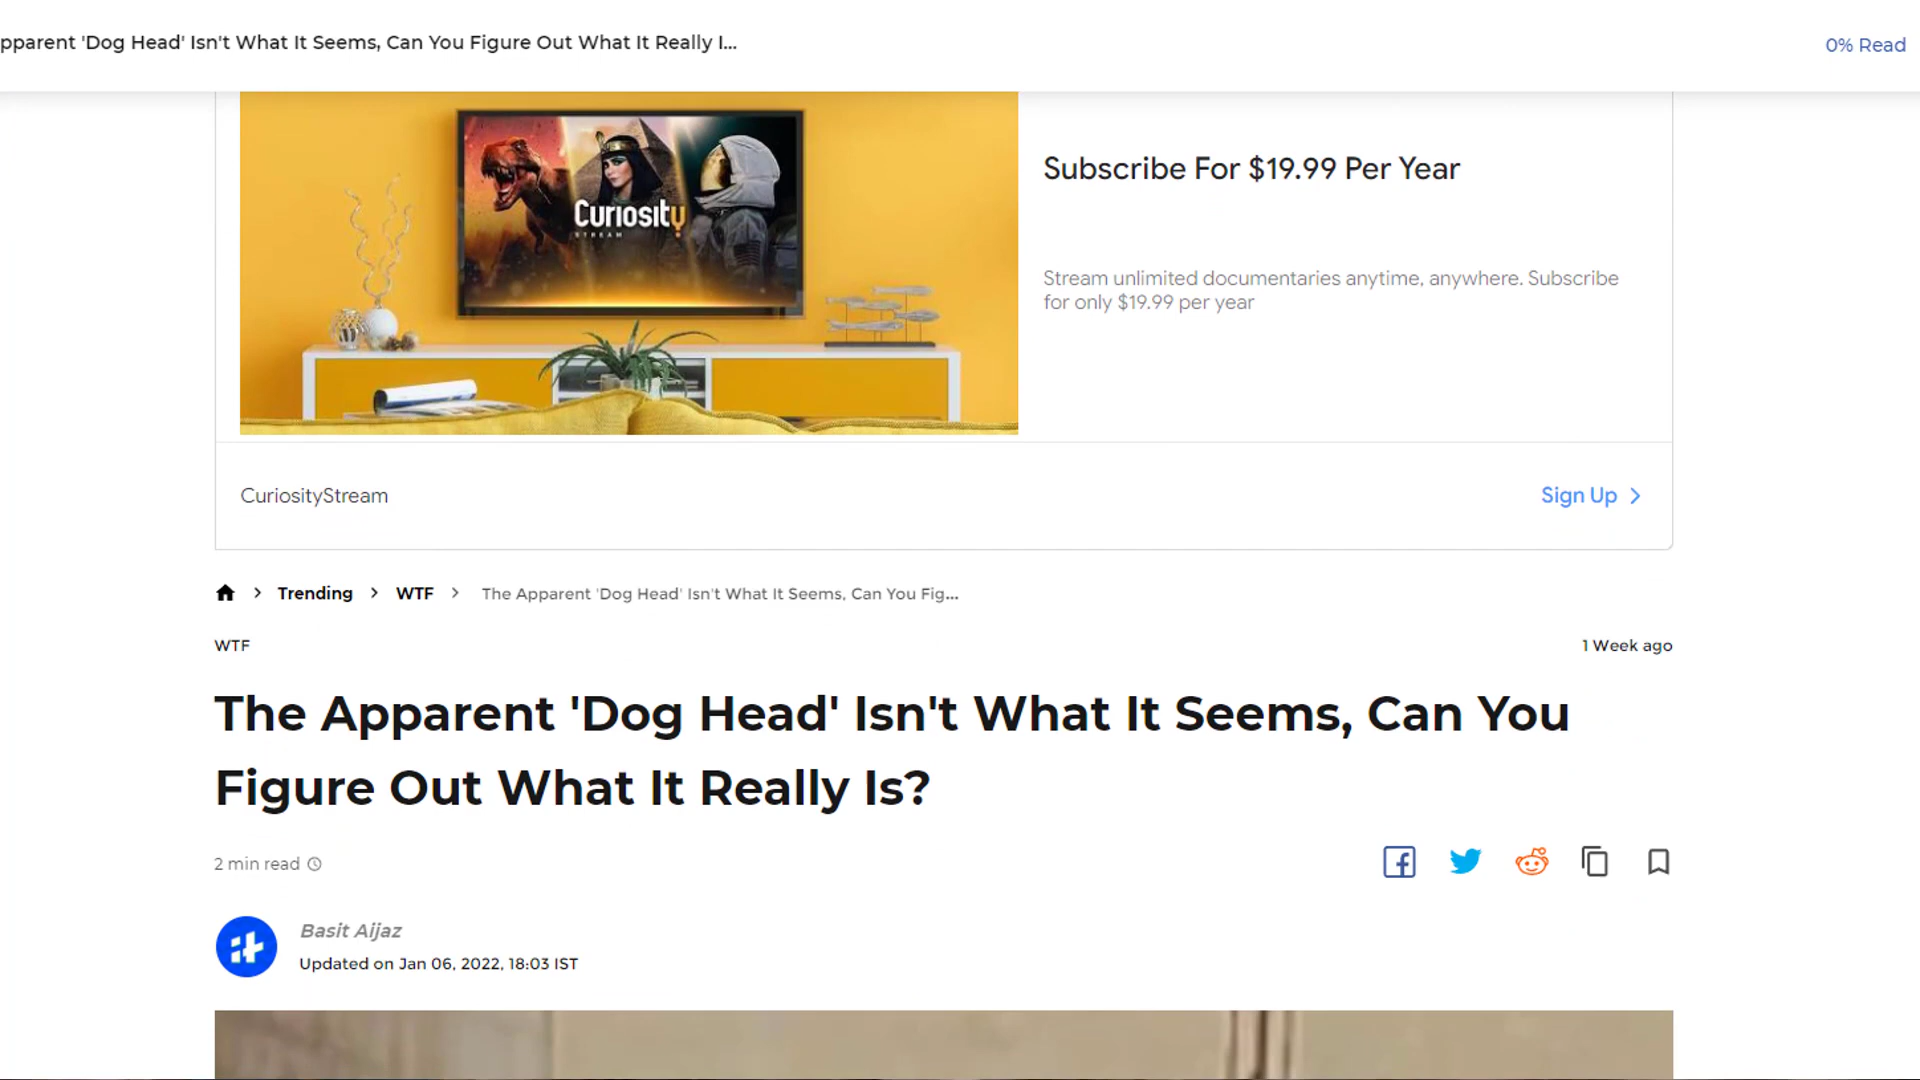 pparent 'Dog Head' Isn't What It Seems, Can You Figure Out What It Really I...
0% Read
Curiosity
STREAM
Subscribe For $19.99 Per Year
Stream unlimited documentaries anytime, anywhere. Subscribe
for only $19.99 per year
CuriosityStream
Sign Up
Trending > WTF > The Apparent 'Dog Head' Isn't What It Seems, Can You Fig...
WTF
1 Week ago
The Apparent 'Dog Head' Isn't What It Seems, Can You
Figure Out What It Really Is?
2 min read
Basit Aijaz
Updated on Jan 06, 2022, 18:03 IST